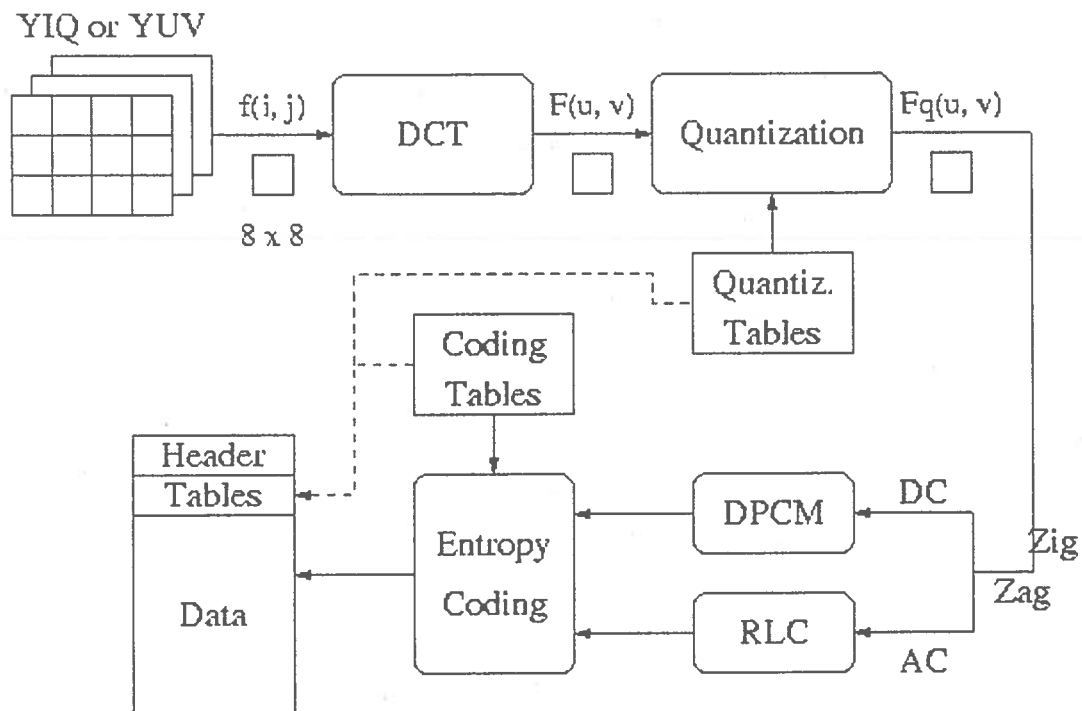 YIQ or YUV
f(i, j)
DCT
F(u, v)
Quantization
Fq(u, v)
8 x 8
Quantiz.
Tables
Coding
Tables
Header
Tables
Data
Entropy
Coding
DPCM
DC
Zig
Zag
RLC
AC